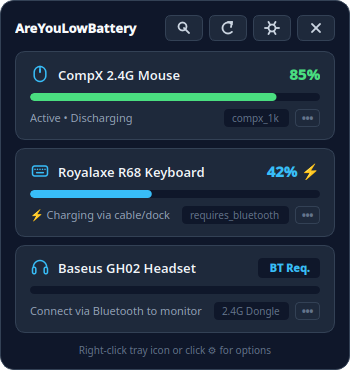 AreYouLowBattery
CompX 2.4G Mouse 85%
Active • Discharging compx_1k •••
Royalaxe R68 Keyboard 42% ⚡
⚡ Charging via cable/dock requires_bluetooth •••
Baseus GH02 Headset BT Req.
Connect via Bluetooth to monitor 2.4G Dongle •••
Right-click tray icon or click ⚙ for options